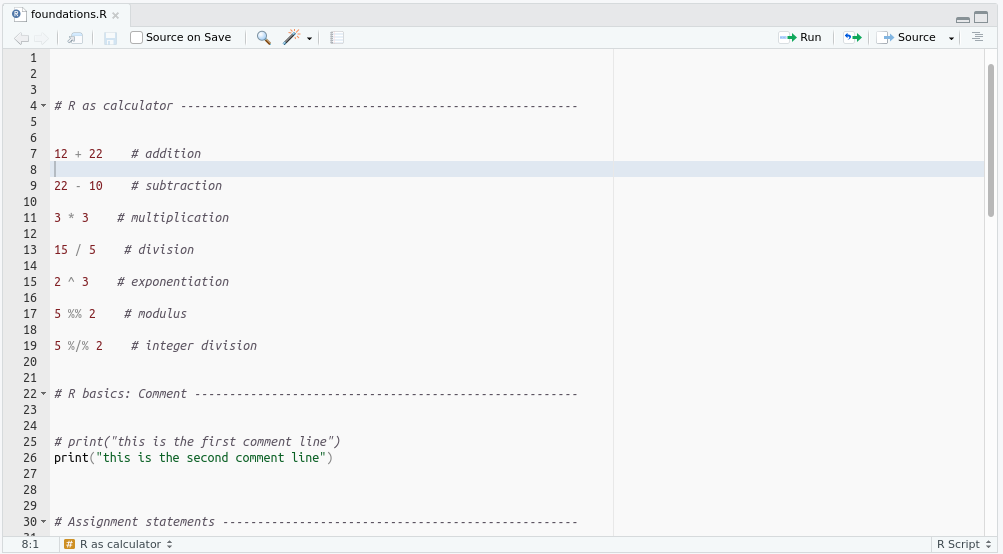 foundations.R
Source on Save
Run
Source
1
2
3
4 # R as calculator ---------------------------------------------------------
5
6
7 12 + 22    # addition
8
9 22 - 10    # subtraction
10
11 3 * 3    # multiplication
12
13 15 / 5    # division
14
15 2 ^ 3    # exponentiation
16
17 5 %% 2    # modulus
18
19 5 %/% 2    # integer division
20
21
22 # R basics: Comment -------------------------------------------------------
23
24
25 # print("this is the first comment line")
26 print("this is the second comment line")
27
28
29
30 # Assignment statements ---------------------------------------------------
31
8:1 # R as calculator R Script